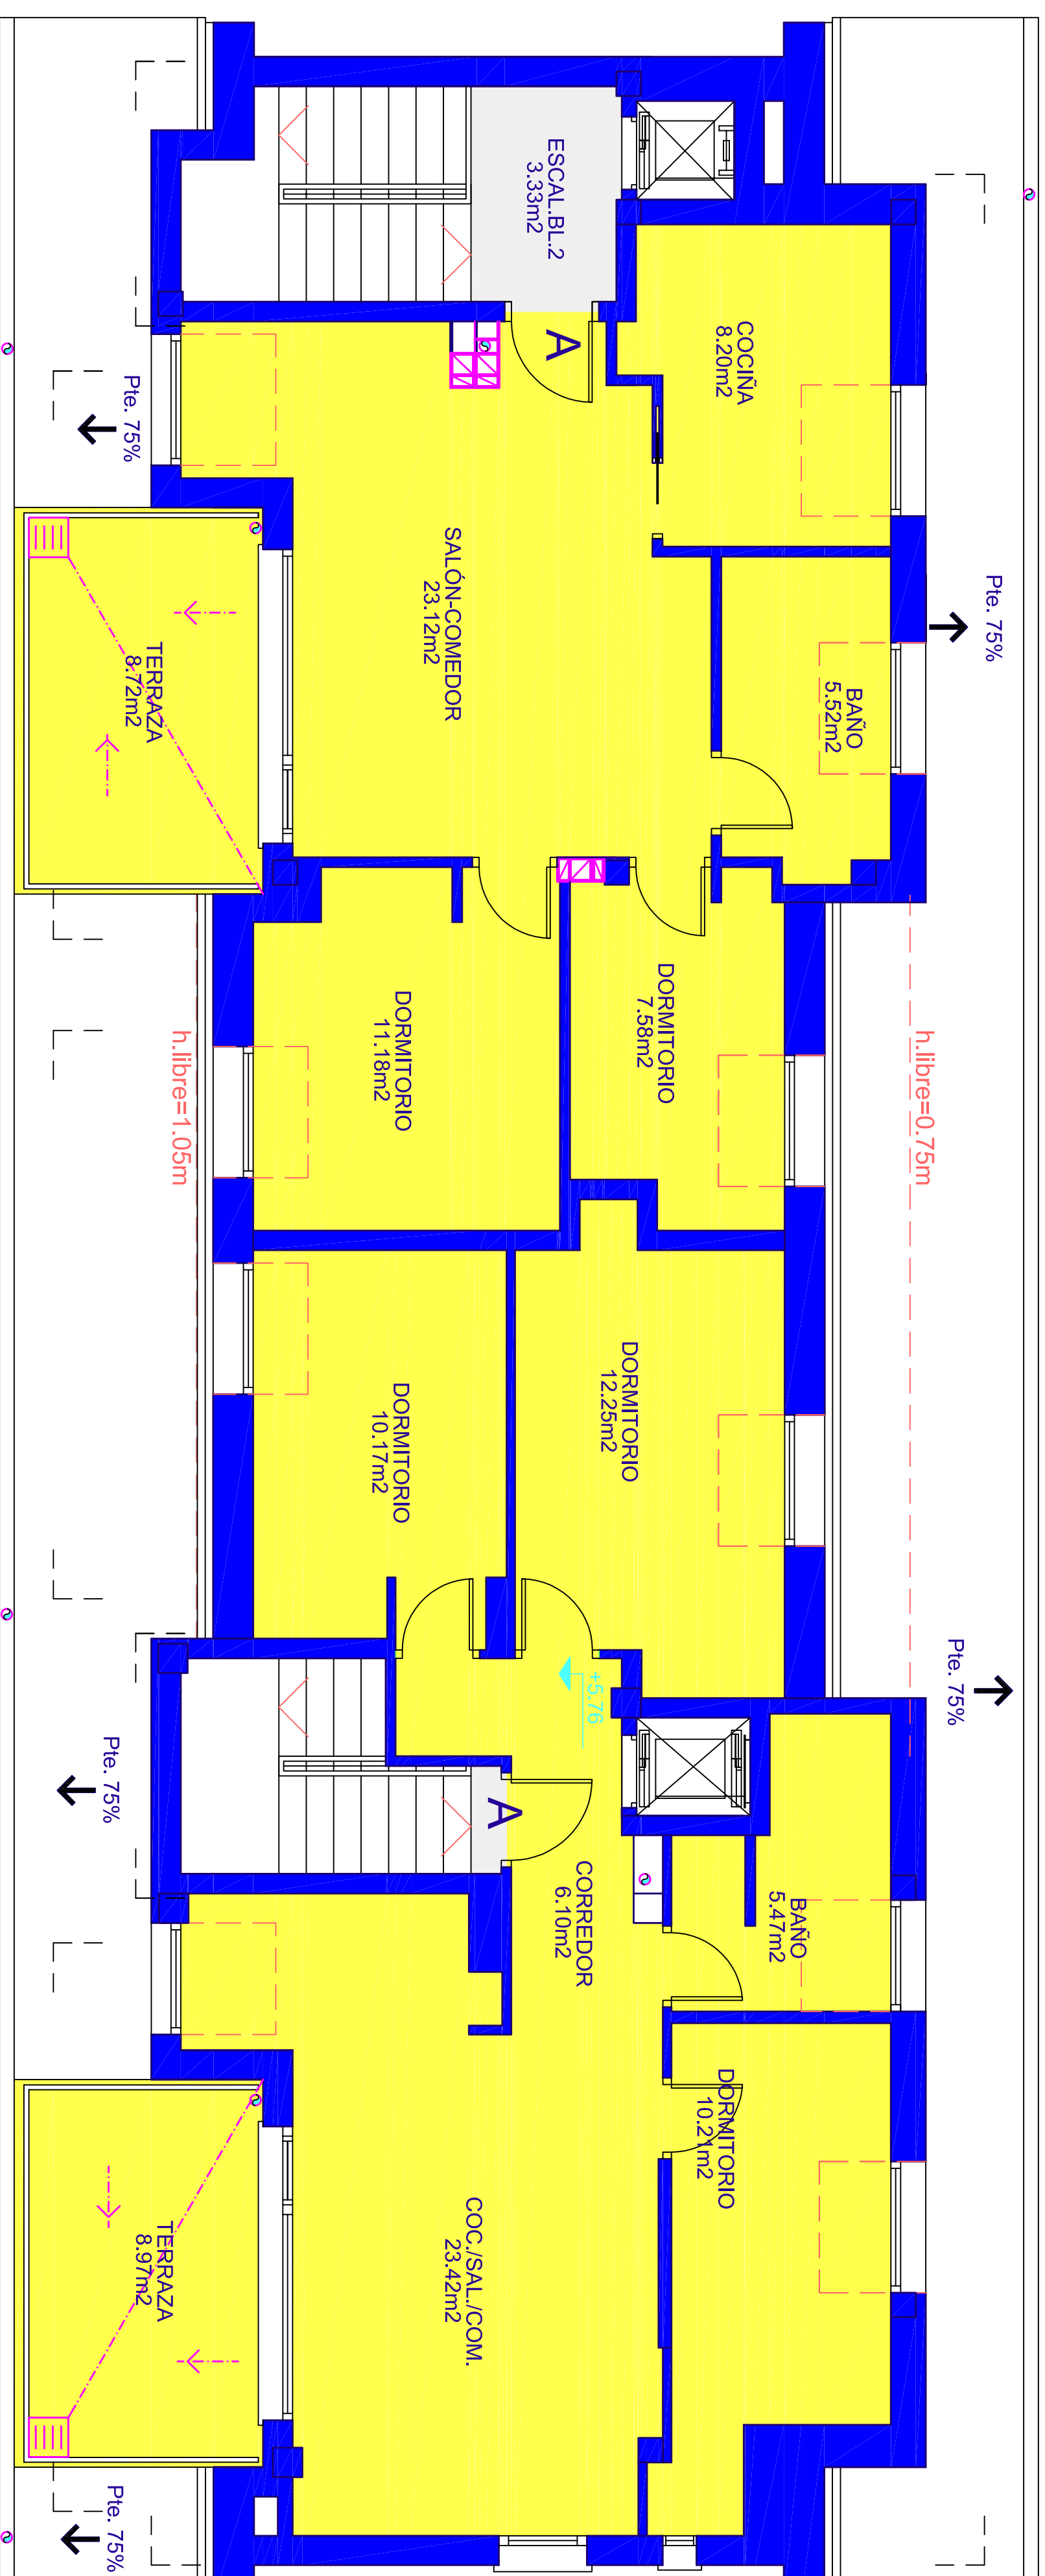 ESCAL.BL.2
3.33m2
A
COCIÑA
8.20m2
Pte. 75%
Pte. 75%
SALÓN-COMEDOR
23.12m2
BAÑO
5.52m2
TERRAZA
8.72m2
DORMITORIO
7.58m2
DORMITORIO
11.18m2
h.libre=0.75m
h.libre=1.05m
DORMITORIO
12.25m2
DORMITORIO
10.17m2
+5.76
Pte. 75%
Pte. 75%
A
CORREDOR
6.10m2
BAÑO
5.47m2
DORMITORIO
10.21m2
COC./SAL./COM.
23.42m2
TERRAZA
8.97m2
Pte. 75%